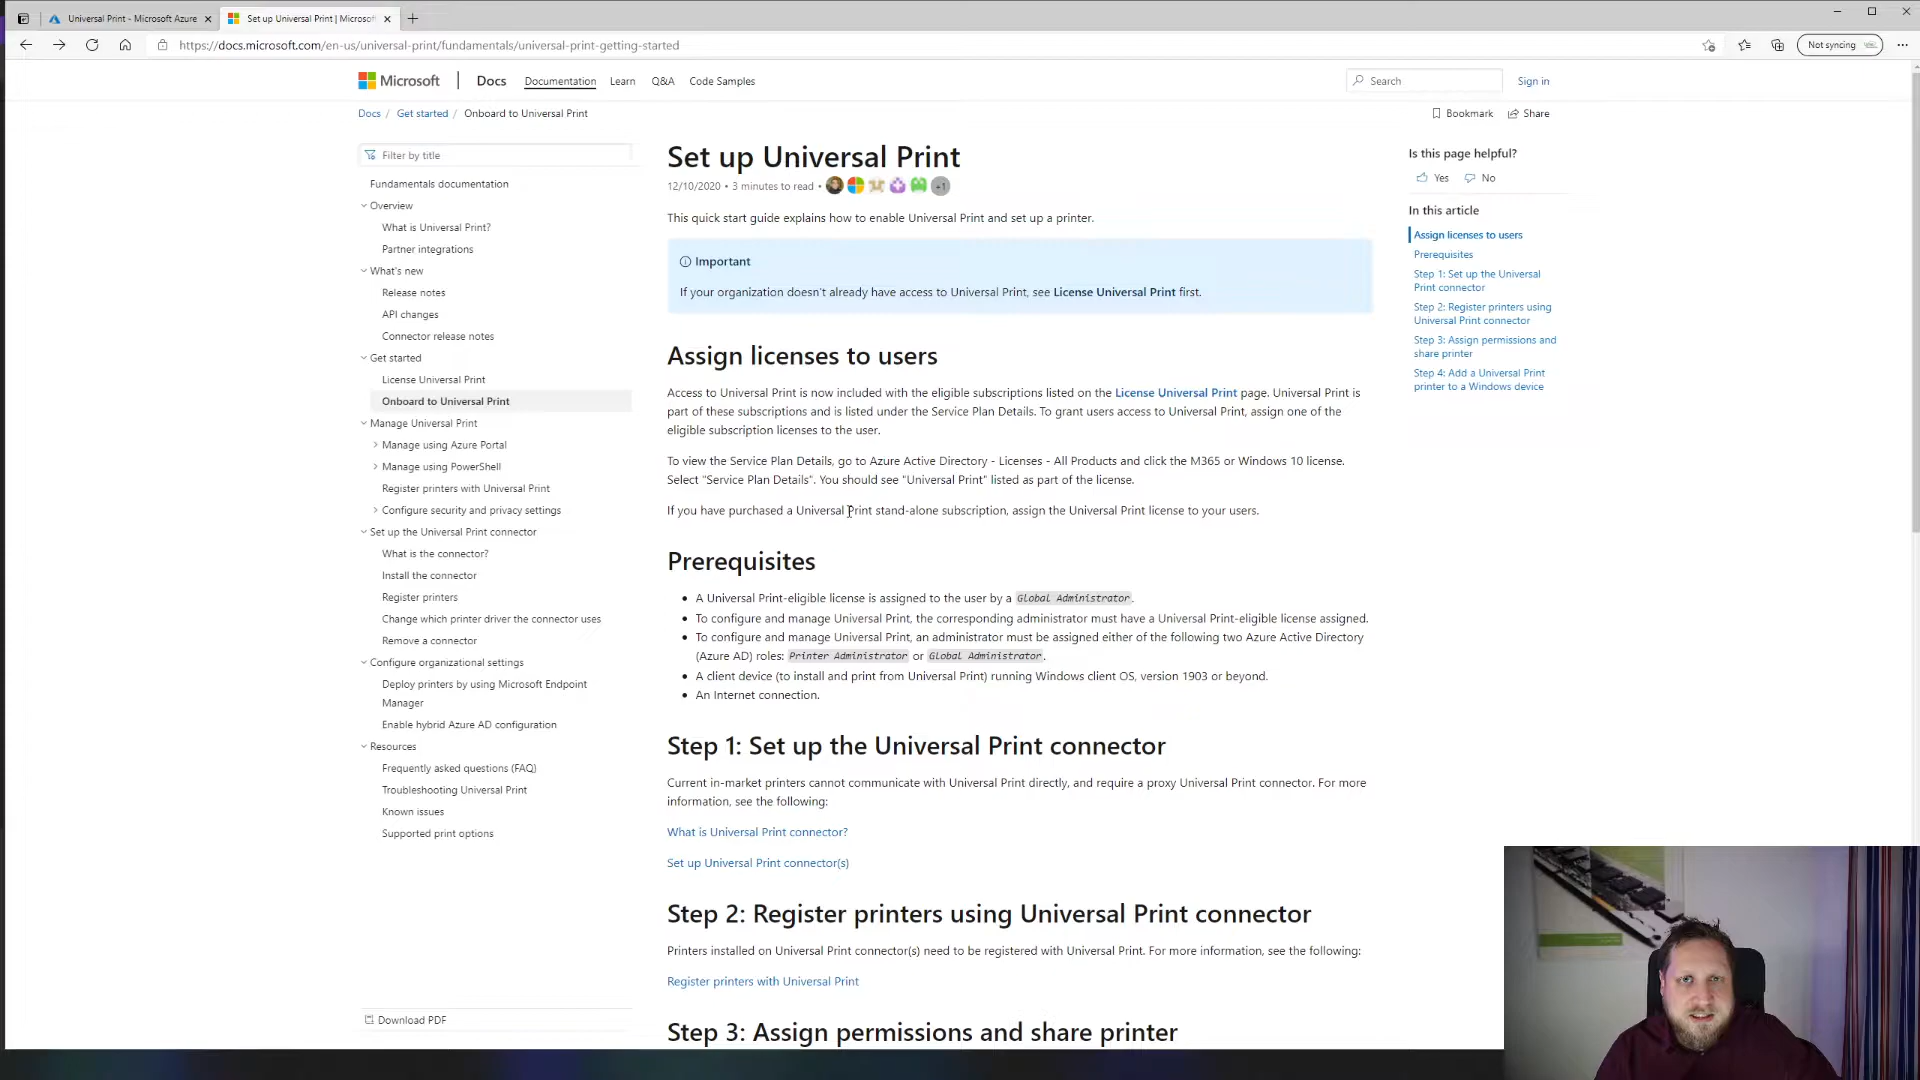 Universal Print - Microsoft Azure
Set up Universal Print | Microsof
https://docs.microsoft.com/en-us/universal-print/fundamentals/universal-print-getting-started
Not syncing
Microsoft
Docs
Documentation
Learn
Q&A
Code Samples
Search
Sign in
Docs / Get started / Onboard to Universal Print
Bookmark
Share
Filter by title
Fundamentals documentation
Overview
What is Universal Print?
Partner integrations
What's new
Release notes
API changes
Connector release notes
Get started
License Universal Print
Onboard to Universal Print
Manage Universal Print
Manage using Azure Portal
Manage using PowerShell
Register printers with Universal Print
Configure security and privacy settings
Set up the Universal Print connector
What is the connector?
Install the connector
Register printers
Change which printer driver the connector uses
Remove a connector
Configure organizational settings
Deploy printers by using Microsoft Endpoint
Manager
Enable hybrid Azure AD configuration
Resources
Frequently asked questions (FAQ)
Troubleshooting Universal Print
Known issues
Supported print options
Download PDF
Set up Universal Print
12/10/2020 • 3 minutes to read • +1
This quick start guide explains how to enable Universal Print and set up a printer.
Important
If your organization doesn't already have access to Universal Print, see License Universal Print first.
Assign licenses to users
Access to Universal Print is now included with the eligible subscriptions listed on the License Universal Print page. Universal Print is
part of these subscriptions and is listed under the Service Plan Details. To grant users access to Universal Print, assign one of the
eligible subscription licenses to the user.
To view the Service Plan Details, go to Azure Active Directory - Licenses - All Products and click the M365 or Windows 10 license.
Select "Service Plan Details". You should see "Universal Print" listed as part of the license.
If you have purchased a Universal Print stand-alone subscription, assign the Universal Print license to your users.
Prerequisites
• A Universal Print-eligible license is assigned to the user by a Global Administrator.
• To configure and manage Universal Print, the corresponding administrator must have a Universal Print-eligible license assigned.
• To configure and manage Universal Print, an administrator must be assigned either of the following two Azure Active Directory
(Azure AD) roles: Printer Administrator or Global Administrator.
• A client device (to install and print from Universal Print) running Windows client OS, version 1903 or beyond.
• An Internet connection.
Step 1: Set up the Universal Print connector
Current in-market printers cannot communicate with Universal Print directly, and require a proxy Universal Print connector. For more
information, see the following:
What is Universal Print connector?
Set up Universal Print connector(s)
Step 2: Register printers using Universal Print connector
Printers installed on Universal Print connector(s) need to be registered with Universal Print. For more information, see the following:
Register printers with Universal Print
Step 3: Assign permissions and share printer
Is this page helpful?
Yes
No
In this article
Assign licenses to users
Prerequisites
Step 1: Set up the Universal
Print connector
Step 2: Register printers using
Universal Print connector
Step 3: Assign permissions and
share printer
Step 4: Add a Universal Print
printer to a Windows device